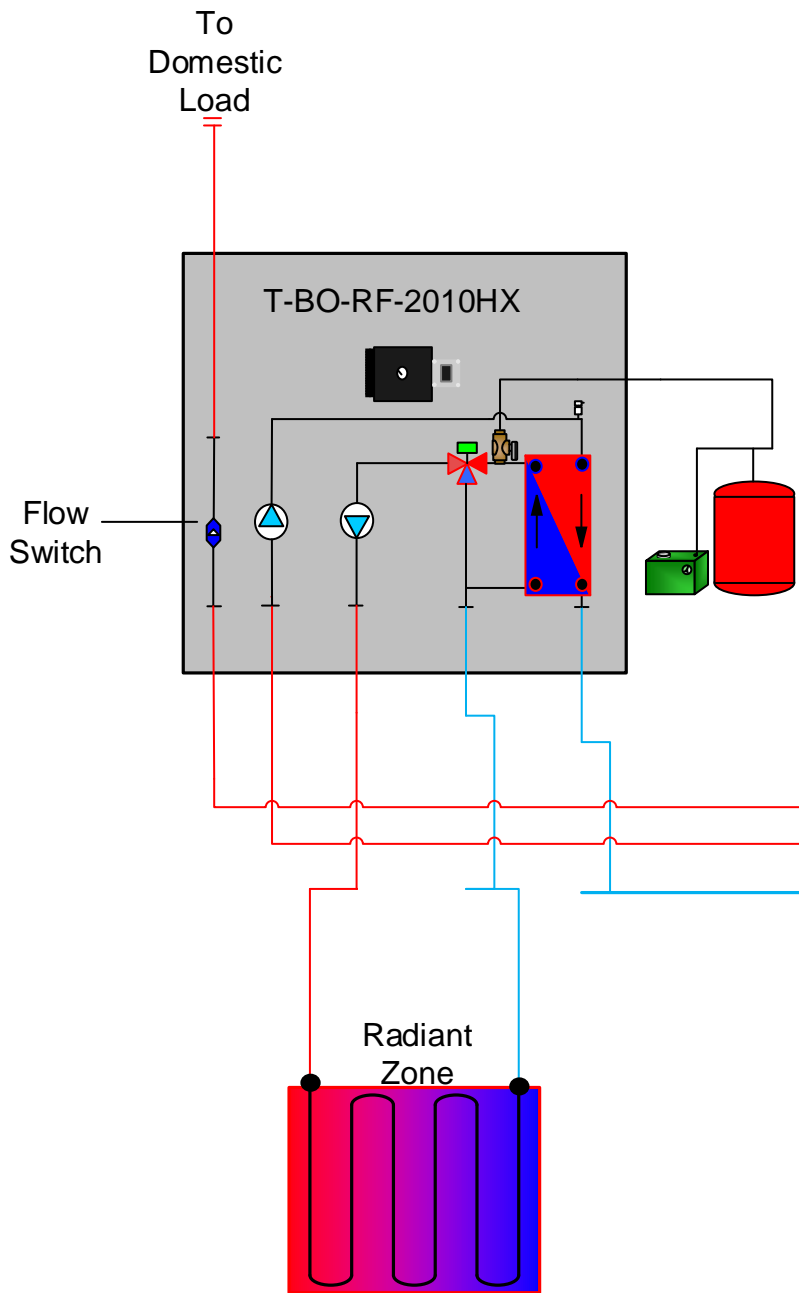 To
Domestic
Load
T-BO-RF-2010HX
Flow
Switch
Radiant
Zone